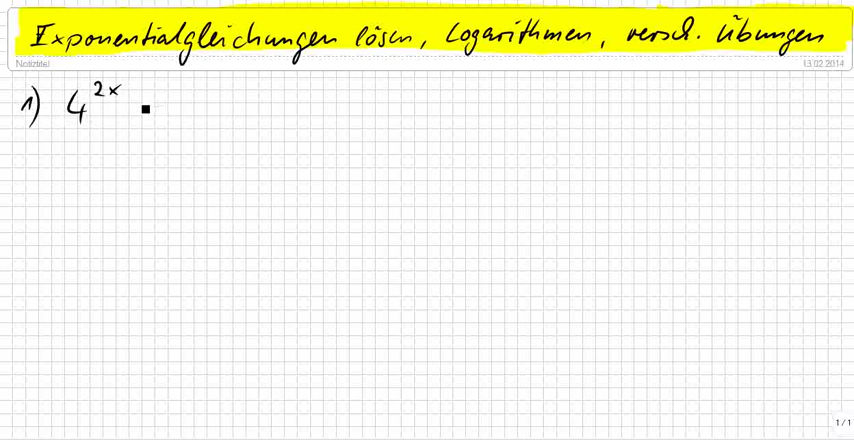 Exponentialgleichungen lösen, Logarithmen, versch. Übungen
Notiztitel
13.02.2014
1) 4^{2x}
1 / 1